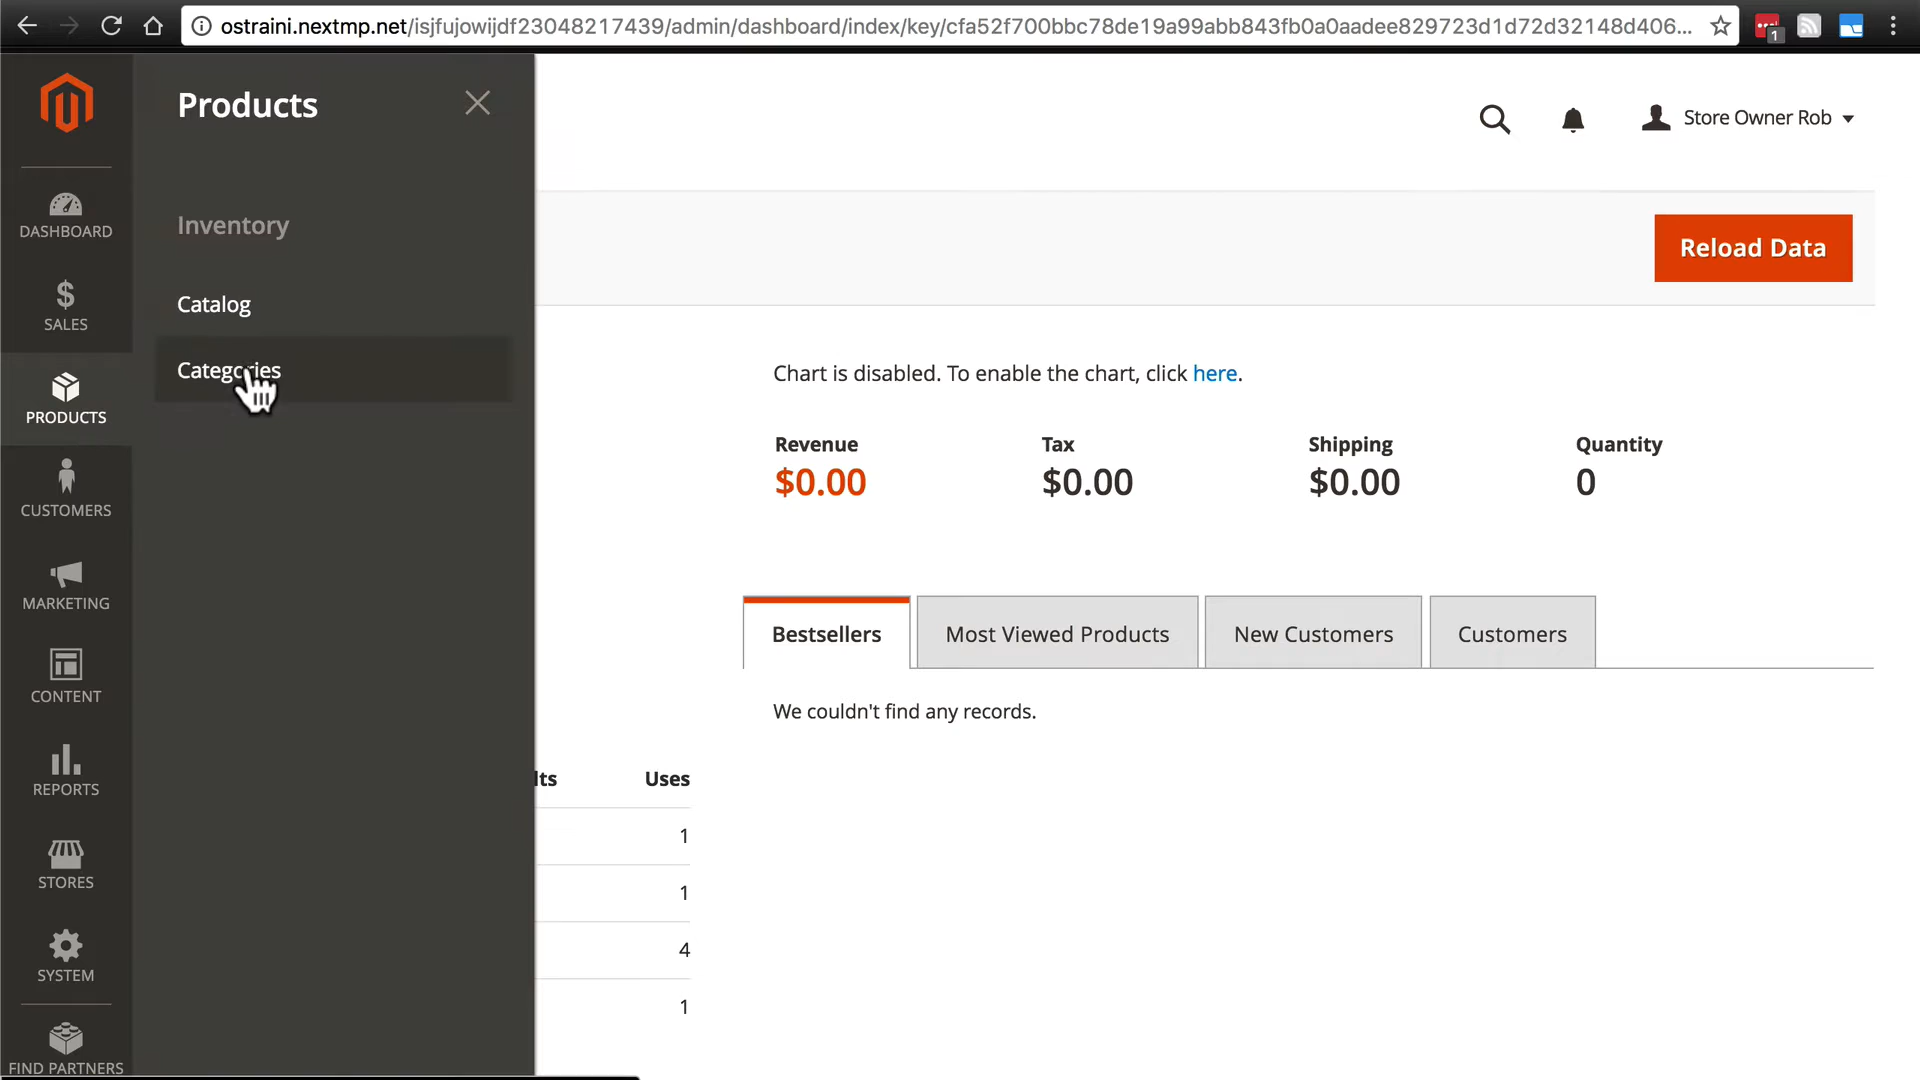 ostraini.nextmp.net/isjfujowijdf23048217439/admin/dashboard/index/key/cfa52f700bbc78de19a99abb843fb0a0aadee829723d1d72d32148d406...
1
Products
Store Owner Rob
DASHBOARD
Inventory
Reload Data
SALES
Catalog
PRODUCTS
Categories
Chart is disabled. To enable the chart, click here.
Revenue Tax Shipping Quantity
$0.00 $0.00 $0.00 0
CUSTOMERS
MARKETING
Bestsellers Most Viewed Products New Customers Customers
CONTENT
We couldn't find any records.
REPORTS
lts Uses
1
STORES
1
SYSTEM
4
1
FIND PARTNERS